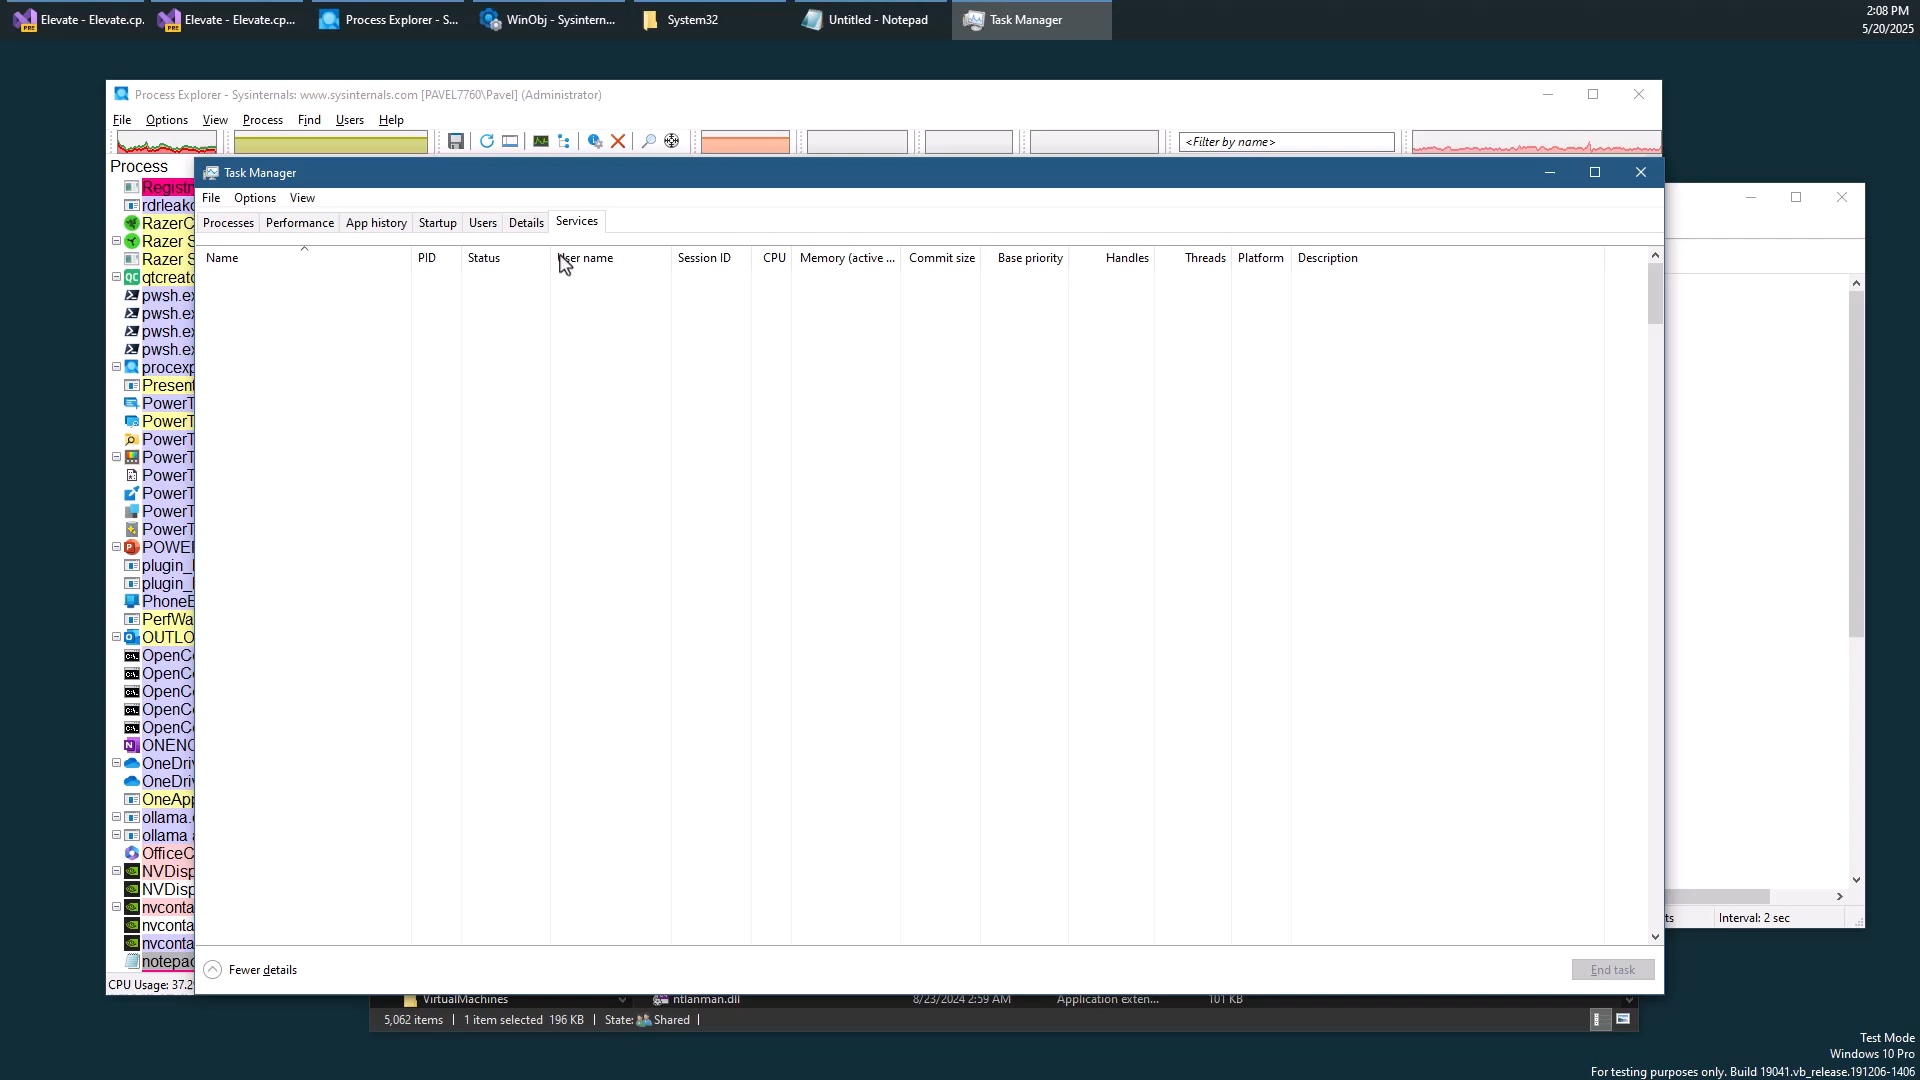 Elevate - Elevate.cp.
Elevate - Elevate.cp...
Process Explorer - S...
WinObj - Sysintern...
System32
Untitled - Notepad
Task Manager
2:08 PM
5/20/2025
Process Explorer - Sysinternals: www.sysinternals.com [PAVEL7760\Pavel] (Administrator)
File Options View Process Find Users Help
<Filter by name>
Process
Task Manager
File Options View
Processes Performance App history Startup Users Details Services
Name PID Status User name Session ID CPU Memory (active ... Commit size Base priority Handles Threads Platform Description
Registr
rdrleak
RazerC
Razer S
Razer S
qtcreat
pwsh.e
pwsh.e
pwsh.e
pwsh.e
procexp
Present
PowerT
PowerT
PowerT
PowerT
PowerT
PowerT
PowerT
PowerT
POWE
plugin_
plugin_
PhoneE
PerfWa
OUTLO
OpenC
OpenC
OpenC
OpenC
OpenC
ONEN
OneDri
OneDri
OneApp
ollama.
ollama
OfficeC
NVDisp
NVDisp
nvconta
nvconta
nvconta
notepa
ts Interval: 2 sec
Fewer details End task
CPU Usage: 37.2
VirtualMachines ntlanman.dll 8/23/2024 2:59 AM Application exten... 101 KB
5,062 items 1 item selected 196 KB State: Shared
Test Mode
Windows 10 Pro
For testing purposes only. Build 19041.vb_release.191206-1406